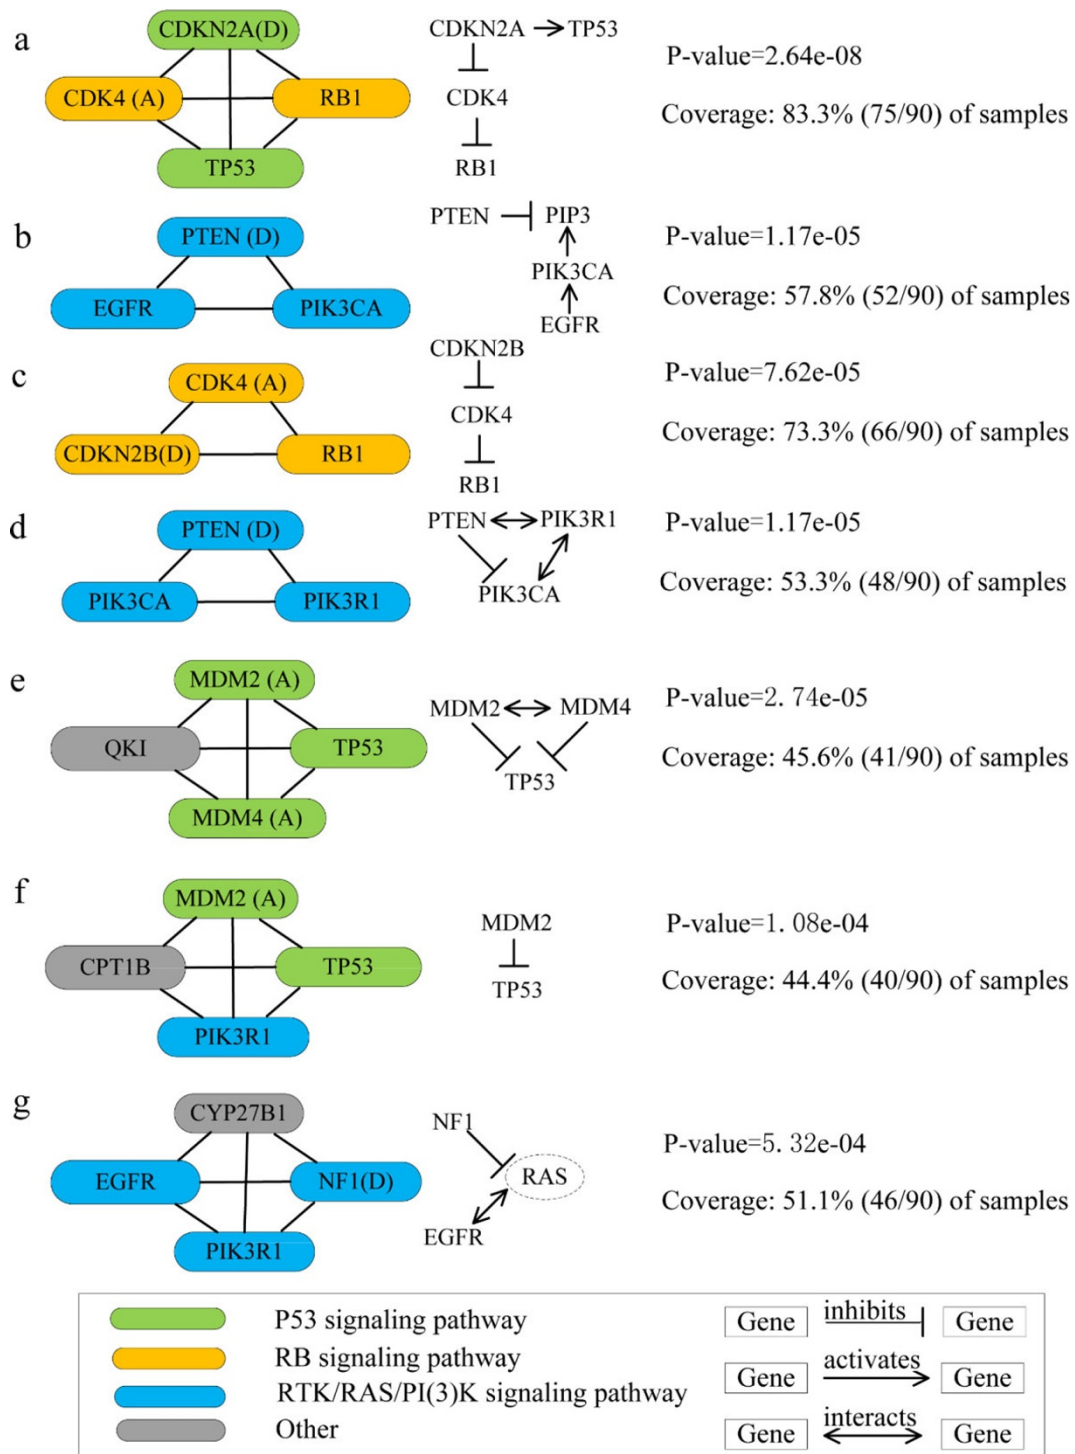 a
CDKN2A(D)
CDK4 (A)
RB1
TP53
CDKN2A
TP53
CDK4
RB1
P-value=2.64e-08
Coverage: 83.3% (75/90) of samples
b
PTEN (D)
EGFR
PIK3CA
PTEN
PIP3
PIK3CA
EGFR
P-value=1.17e-05
Coverage: 57.8% (52/90) of samples
c
CDK4 (A)
CDKN2B(D)
RB1
CDKN2B
CDK4
RB1
P-value=7.62e-05
Coverage: 73.3% (66/90) of samples
d
PTEN (D)
PIK3CA
PIK3R1
PTEN
PIK3R1
PIK3CA
P-value=1.17e-05
Coverage: 53.3% (48/90) of samples
e
MDM2 (A)
QKI
TP53
MDM4 (A)
MDM2
MDM4
TP53
P-value=2. 74e-05
Coverage: 45.6% (41/90) of samples
f
MDM2 (A)
CPT1B
TP53
PIK3R1
MDM2
TP53
P-value=1. 08e-04
Coverage: 44.4% (40/90) of samples
g
CYP27B1
EGFR
NF1(D)
PIK3R1
NF1
RAS
EGFR
P-value=5. 32e-04
Coverage: 51.1% (46/90) of samples
P53 signaling pathway
RB signaling pathway
RTK/RAS/PI(3)K signaling pathway
Other
Gene inhibits Gene
Gene activates Gene
Gene interacts Gene